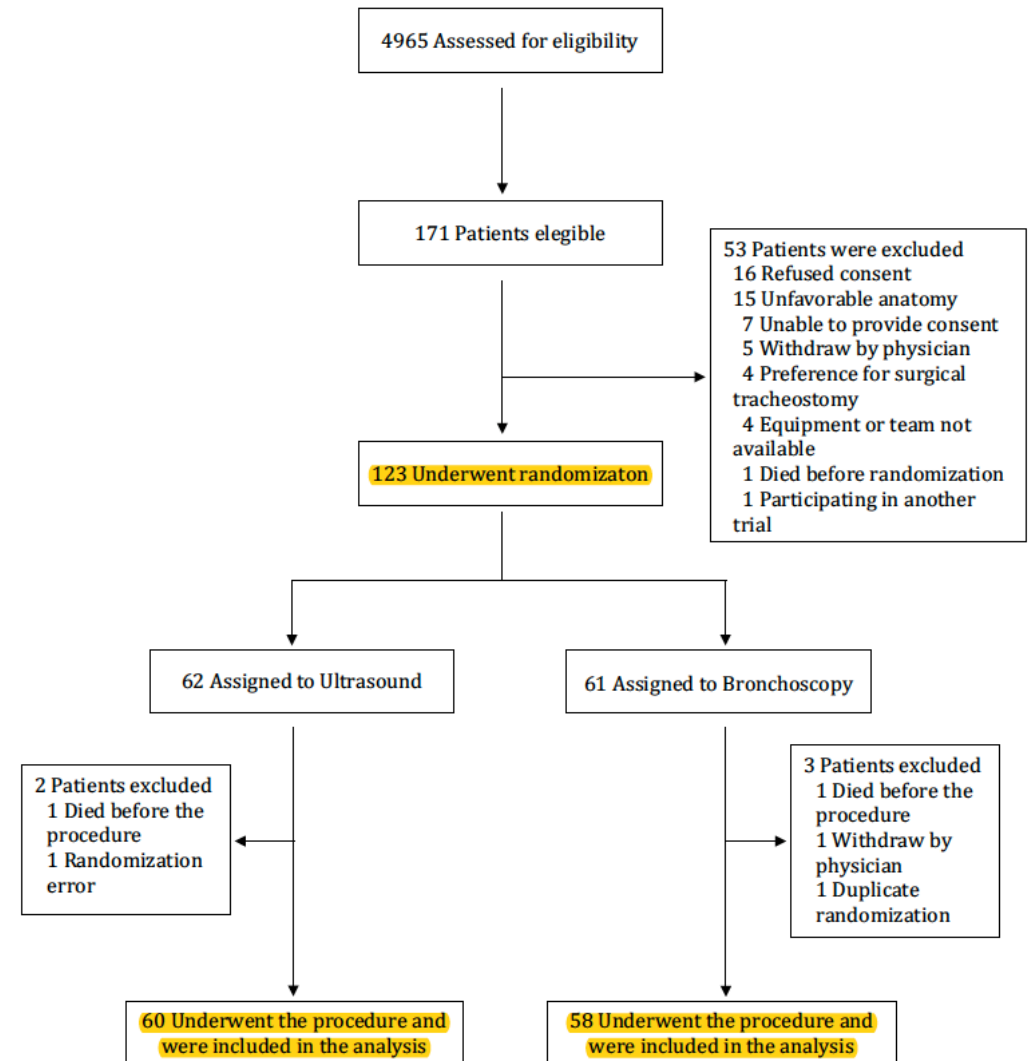 4965 Assessed for eligibility
171 Patients elegible
53 Patients were excluded
16 Refused consent
15 Unfavorable anatomy
7 Unable to provide consent
5 Withdraw by physician
4 Preference for surgical
tracheostomy
4 Equipment or team not
available
1 Died before randomization
1 Participating in another
trial
123 Underwent randomizaton
62 Assigned to Ultrasound
61 Assigned to Bronchoscopy
2 Patients excluded
1 Died before the
procedure
1 Randomization
error
3 Patients excluded
1 Died before the
procedure
1 Withdraw by
physician
1 Duplicate
randomization
60 Underwent the procedure and
were included in the analysis
58 Underwent the procedure and
were included in the analysis